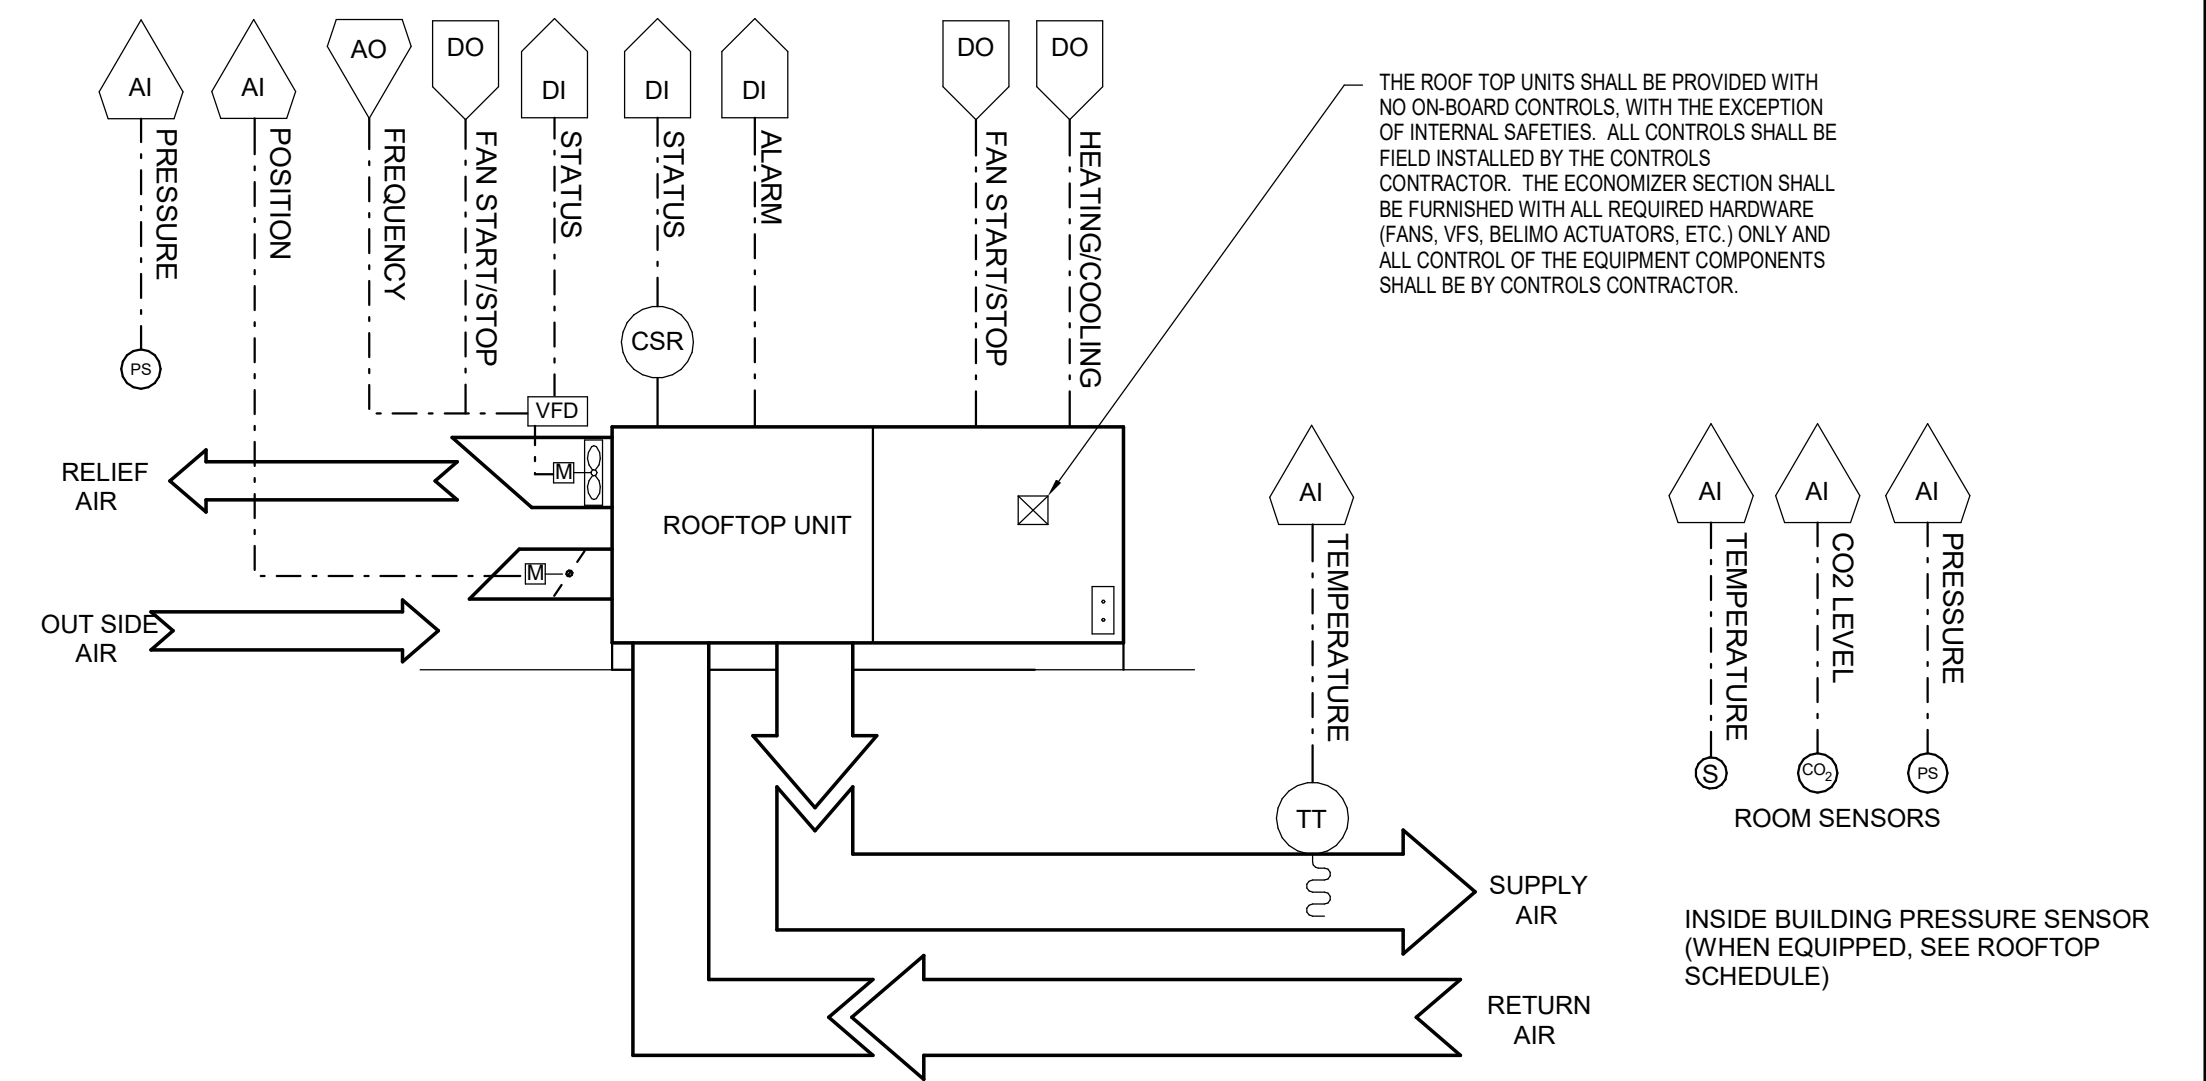 AI
AI
AO
DO
DI
DI
DI
DO
DO
PRESSURE
POSITION
FREQUENCY
FAN START/STOP
STATUS
STATUS
ALARM
FAN START/STOP
HEATING/COOLING
THE ROOF TOP UNITS SHALL BE PROVIDED WITH
NO ON-BOARD CONTROLS, WITH THE EXCEPTION
OF INTERNAL SAFETIES. ALL CONTROLS SHALL BE
FIELD INSTALLED BY THE CONTROLS
CONTRACTOR. THE ECONOMIZER SECTION SHALL
BE FURNISHED WITH ALL REQUIRED HARDWARE
(FANS, VFS, BELIMO ACTUATORS, ETC.) ONLY AND
ALL CONTROL OF THE EQUIPMENT COMPONENTS
SHALL BE BY CONTROLS CONTRACTOR.
PS
CSR
VFD
M
RELIEF
AIR
ROOFTOP UNIT
M
OUT SIDE
AIR
AI
TEMPERATURE
TT
AI
AI
AI
TEMPERATURE
CO2 LEVEL
PRESSURE
S
CO2
PS
ROOM SENSORS
SUPPLY
AIR
INSIDE BUILDING PRESSURE SENSOR
(WHEN EQUIPPED, SEE ROOFTOP
SCHEDULE)
RETURN
AIR